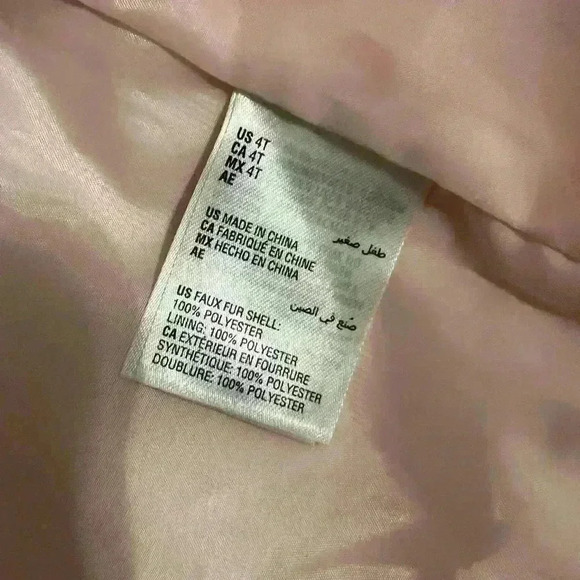 US 4T
CA 4T
MX 4T
AE
طفل صغير
US MADE IN CHINA
CA FABRIQUÉ EN CHINE
MX HECHO EN CHINA
AE
صنع في الصين
US FAUX FUR SHELL:
100% POLYESTER
LINING: 100% POLYESTER
CA EXTÉRIEUR EN FOURRURE
SYNTHÉTIQUE: 100% POLYESTER
DOUBLURE: 100% POLYESTER